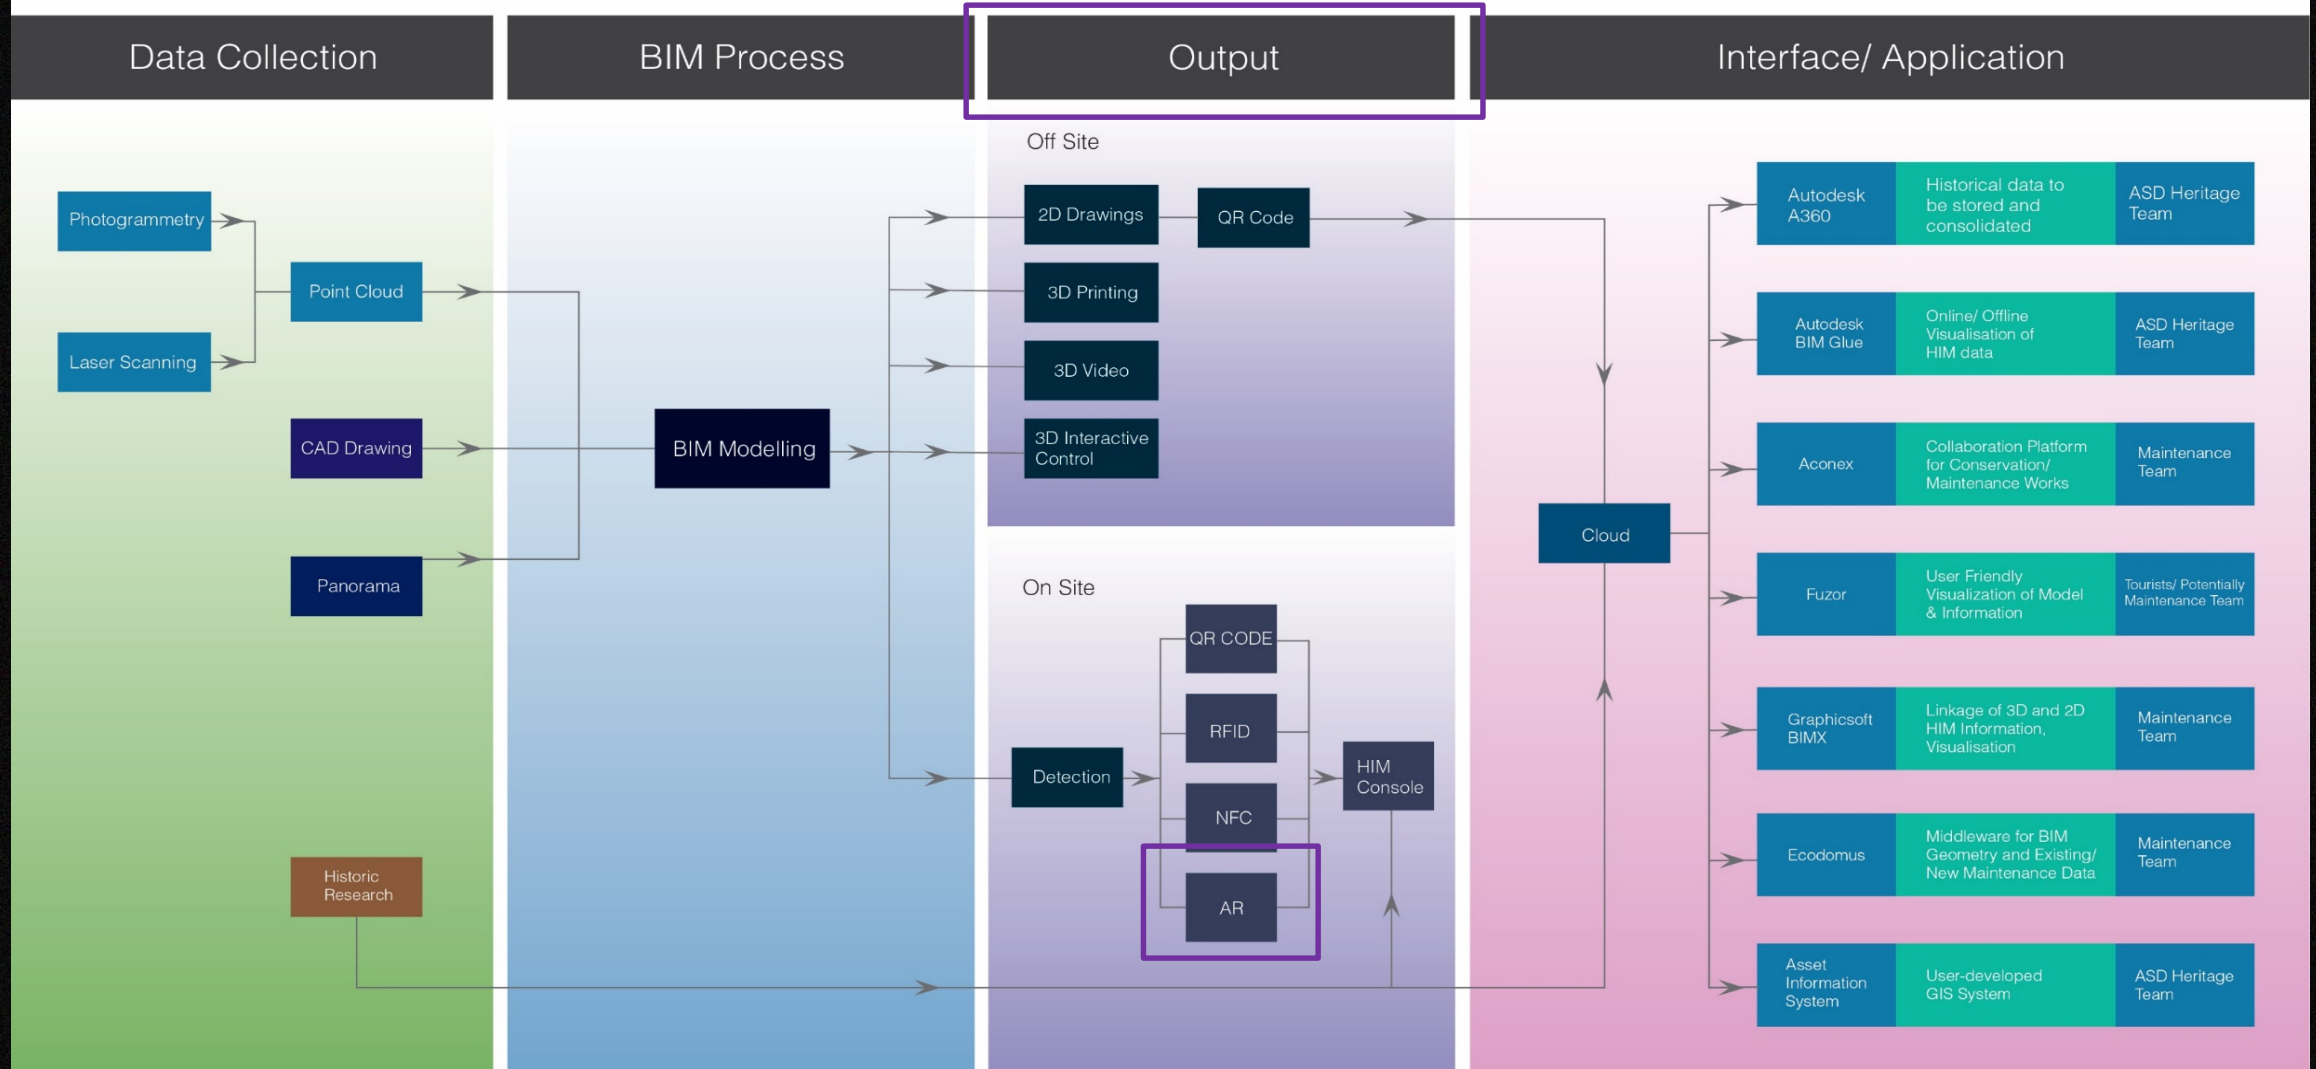 Data Collection
BIM Process
Output
Interface/ Application
Photogrammetry
Laser Scanning
Point Cloud
CAD Drawing
Panorama
Historic
Research
BIM Modelling
Off Site
2D Drawings
QR Code
3D Printing
3D Video
3D Interactive
Control
On Site
Detection
QR CODE
RFID
NFC
AR
HIM
Console
Cloud
Autodesk
A360
Historical data to
be stored and
consolidated
ASD Heritage
Team
Autodesk
BIM Glue
Online/ Offline
Visualisation of
HIM data
ASD Heritage
Team
Aconex
Collaboration Platform
for Conservation/
Maintenance Works
Maintenance
Team
Fuzor
User Friendly
Visualization of Model
& Information
Tourists/ Potentially
Maintenance Team
Graphicsoft
BIMX
Linkage of 3D and 2D
HIM Information,
Visualisation
Maintenance
Team
Ecodomus
Middleware for BIM
Geometry and Existing/
New Maintenance Data
Maintenance
Team
Asset
Information
System
User-developed
GIS System
ASD Heritage
Team